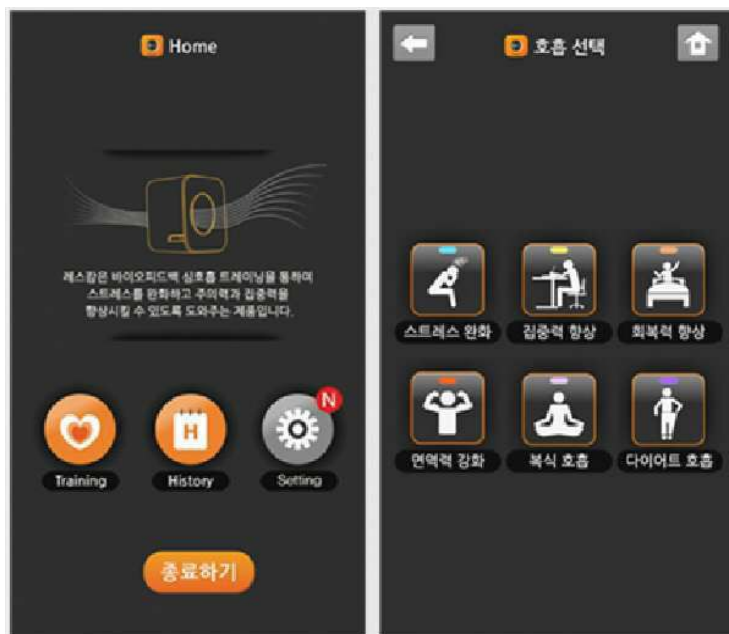 Home
레스캄은 바이오피드백 심호흡 트레이닝을 통하여
스트레스를 완화하고 주의력과 집중력을
향상시킬 수 있도록 도와주는 제품입니다.
N
H
Training
History
Setting
종료하기
호흡 선택
스트레스 완화
집중력 향상
회복력 향상
면역력 강화
복식 호흡
다이어트 호흡